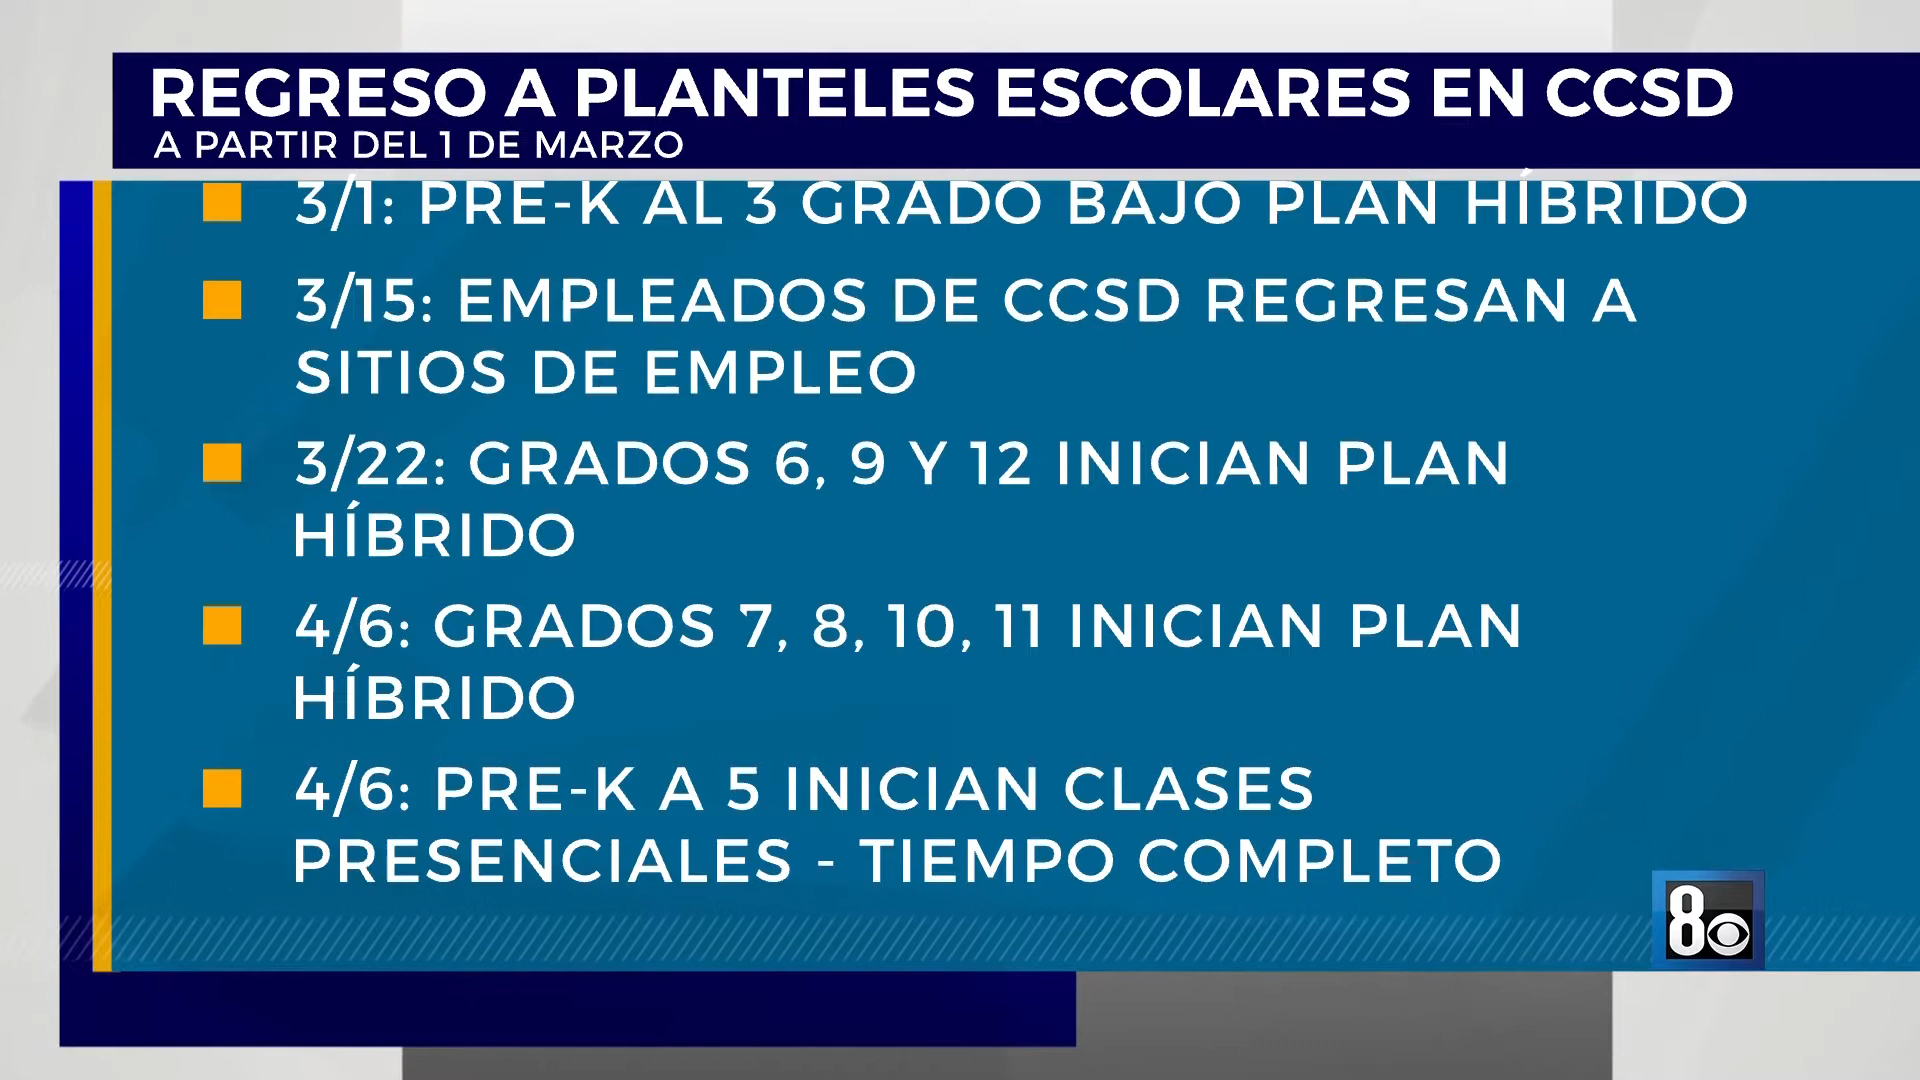 REGRESO A PLANTELES ESCOLARES EN CCSD
A PARTIR DEL 1 DE MARZO
3/1: PRE-K AL 3 GRADO BAJO PLAN HÍBRIDO
3/15: EMPLEADOS DE CCSD REGRESAN A
SITIOS DE EMPLEO
3/22: GRADOS 6, 9 Y 12 INICIAN PLAN
HÍBRIDO
4/6: GRADOS 7, 8, 10, 11 INICIAN PLAN
HÍBRIDO
4/6: PRE-K A 5 INICIAN CLASES
PRESENCIALES - TIEMPO COMPLETO
8